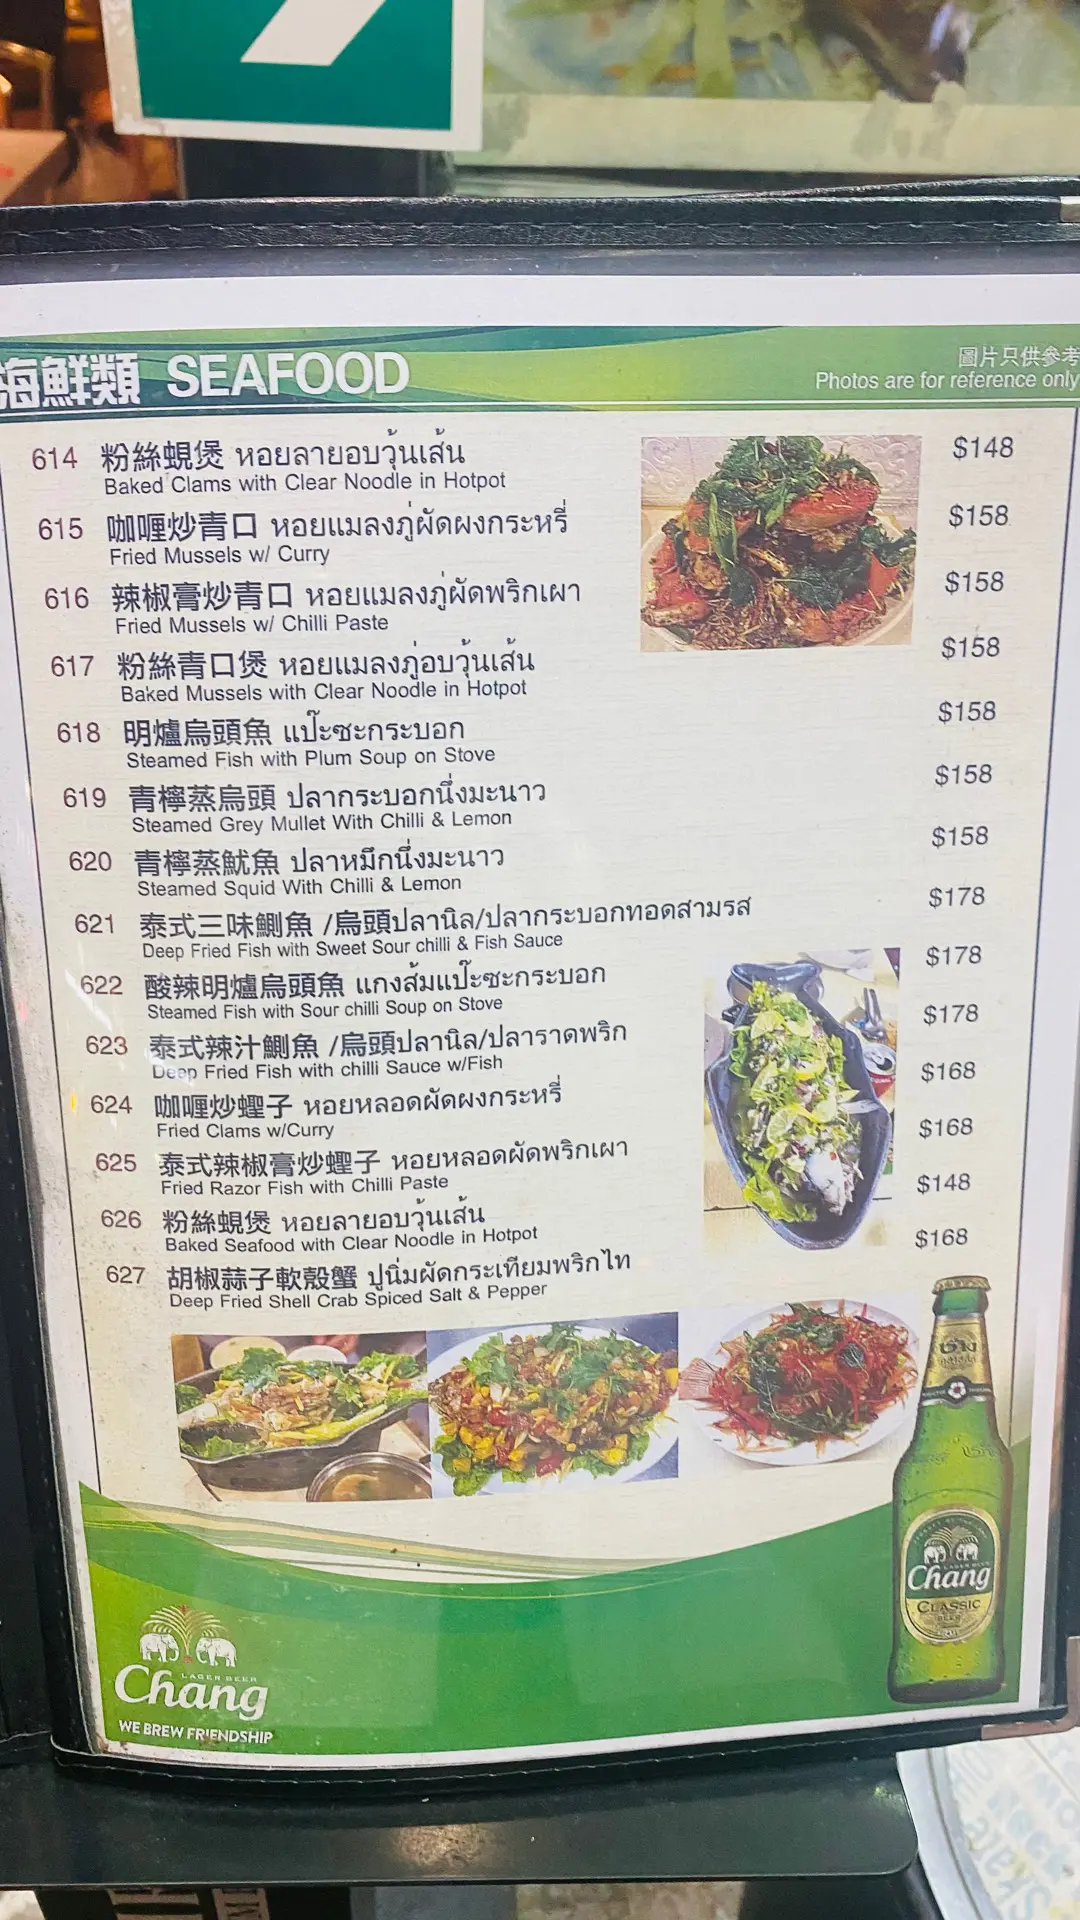 海鮮類 SEAFOOD
圖片只供參考
Photos are for reference only
614 粉絲蜆煲 หอยลายอบวุ้นเส้น $148
Baked Clams with Clear Noodle in Hotpot
615 咖喱炒青口 หอยแมลงภู่ผัดผงกระหรี่ $158
Fried Mussels w/ Curry
616 辣椒膏炒青口 หอยแมลงภู่ผัดพริกเผา $158
Fried Mussels w/ Chilli Paste
617 粉絲青口煲 หอยแมลงภู่อบวุ้นเส้น $158
Baked Mussels with Clear Noodle in Hotpot
618 明爐烏頭魚 แป๊ะซะกระบอก $158
Steamed Fish with Plum Soup on Stove
619 青檸蒸烏頭 ปลากระบอกนึ่งมะนาว $158
Steamed Grey Mullet With Chilli & Lemon
620 青檸蒸魷魚 ปลาหมึกนึ่งมะนาว $158
Steamed Squid With Chilli & Lemon
621 泰式三味鰂魚 /烏頭ปลานิล/ปลากระบอกทอดสามรส $178
Deep Fried Fish with Sweet Sour chilli & Fish Sauce
622 酸辣明爐烏頭魚 แกงส้มแป๊ะซะกระบอก $178
Steamed Fish with Sour chilli Soup on Stove
623 泰式辣汁鰂魚 /烏頭ปลานิล/ปลาราดพริก $178
Deep Fried Fish with chilli Sauce w/Fish
624 咖喱炒蟶子 หอยหลอดผัดผงกระหรี่ $168
Fried Clams w/Curry
625 泰式辣椒膏炒蟶子 หอยหลอดผัดพริกเผา $168
Fried Razor Fish with Chilli Paste
626 粉絲蜆煲 หอยลายอบวุ้นเส้น $148
Baked Seafood with Clear Noodle in Hotpot
627 胡椒蒜子軟殼蟹 ปูนิ่มผัดกระเทียมพริกไท $168
Deep Fried Shell Crab Spiced Salt & Pepper
Chang
CLASSIC
BEER
LAGER BEER
Chang
WE BREW FRIENDSHIP